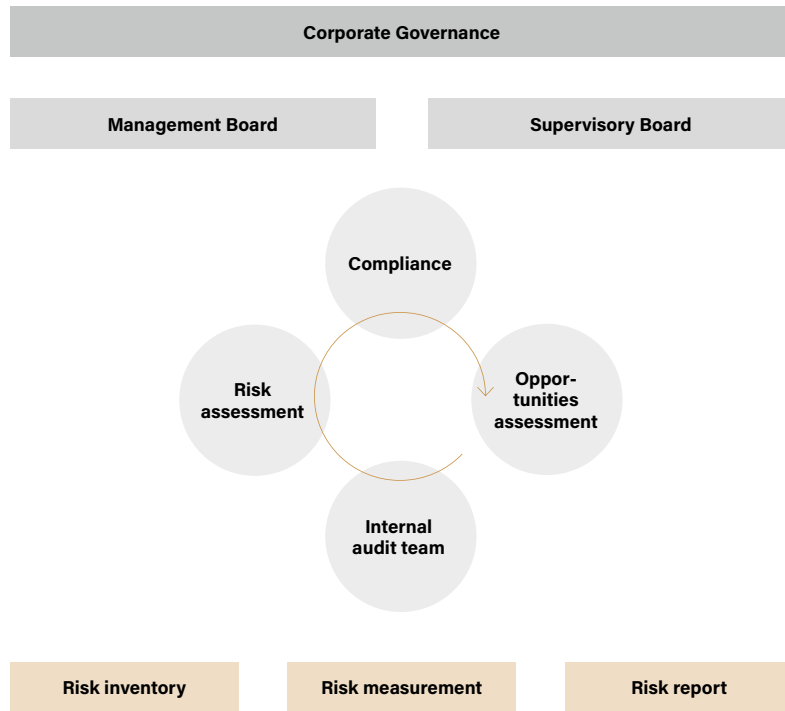 Corporate Governance
Management Board
Supervisory Board
Compliance
Risk
assessment
Oppor-
tunities
assessment
Internal
audit team
Risk inventory
Risk measurement
Risk report